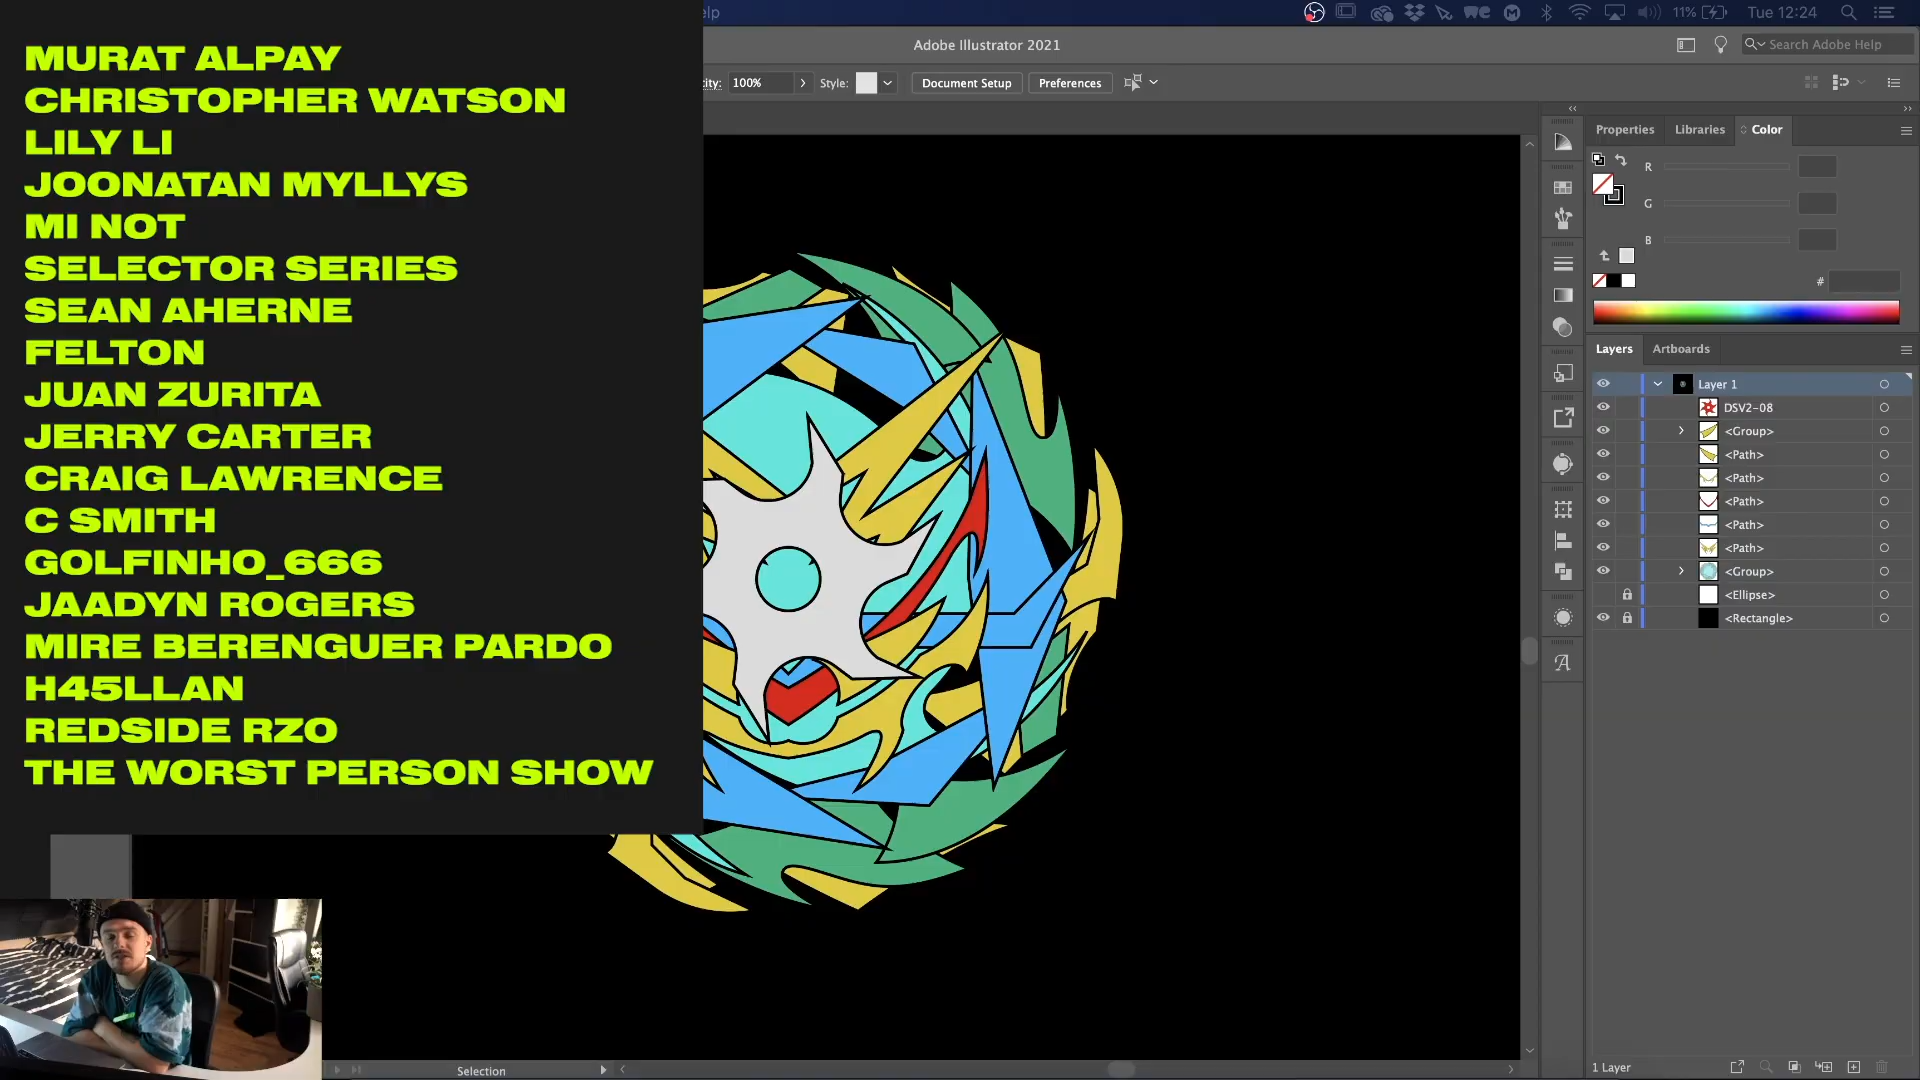 elp
11%
Tue 12:24
Adobe Illustrator 2021
Search Adobe Help
MURAT ALPAY
CHRISTOPHER WATSON
LILY LI
JOONATAN MYLLYS
MI NOT
SELECTOR SERIES
SEAN AHERNE
FELTON
JUAN ZURITA
JERRY CARTER
CRAIG LAWRENCE
C SMITH
GOLFINHO_666
JAADYN ROGERS
MIRE BERENGUER PARDO
H45LLAN
REDSIDE RZO
THE WORST PERSON SHOW
city: 100% Style: Document Setup Preferences
Properties Libraries Color
R
G
B
#
Layers Artboards
Layer 1
DSV2-08
<Group>
<Path>
<Path>
<Path>
<Path>
<Path>
<Group>
<Ellipse>
<Rectangle>
1 Layer
Selection